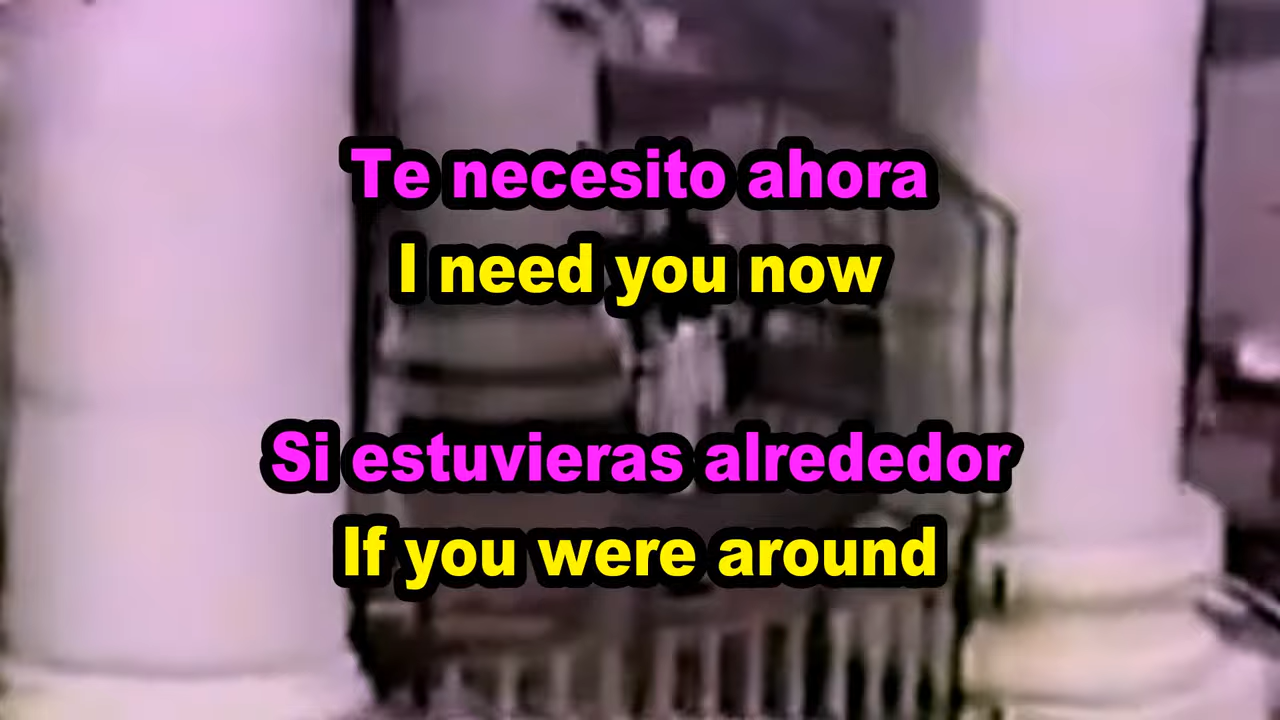 Te necesito ahora
I need you now
Si estuvieras alrededor
If you were around